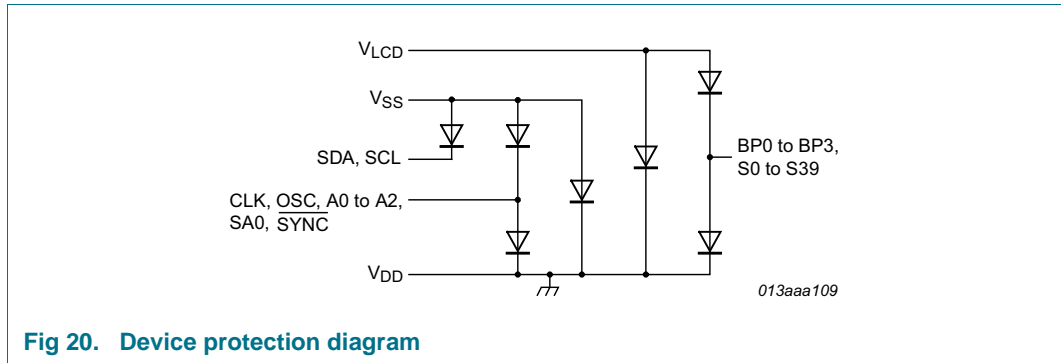 VLCD
VSS
SDA, SCL
BP0 to BP3,
S0 to S39
CLK, OSC, A0 to A2,
SA0, S̅Y̅N̅C̅
VDD
013aaa109
Fig 20. Device protection diagram